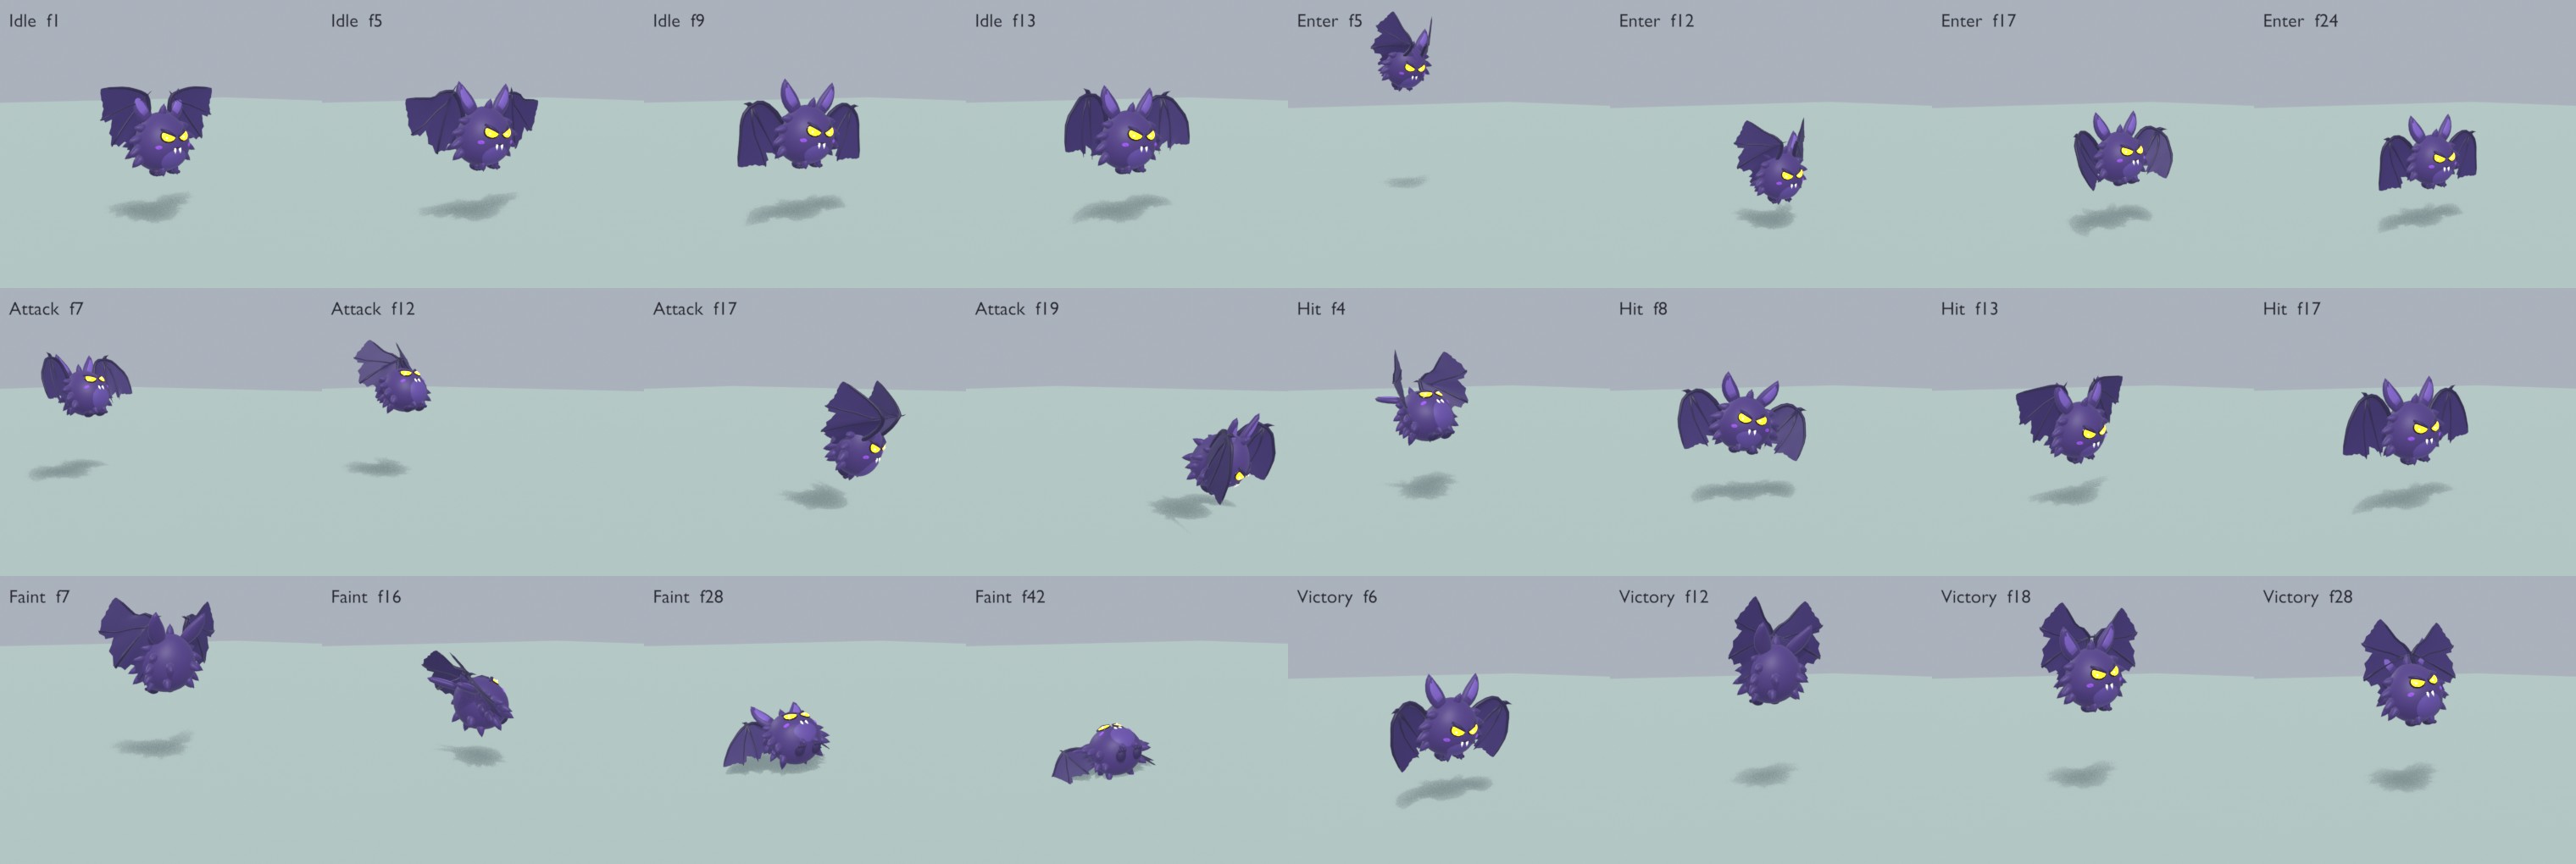 Idle f1
Idle f5
Idle f9
Idle f13
Enter f5
Enter f12
Enter f17
Enter f24
Attack f7
Attack f12
Attack f17
Attack f19
Hit f4
Hit f8
Hit f13
Hit f17
Faint f7
Faint f16
Faint f28
Faint f42
Victory f6
Victory f12
Victory f18
Victory f28